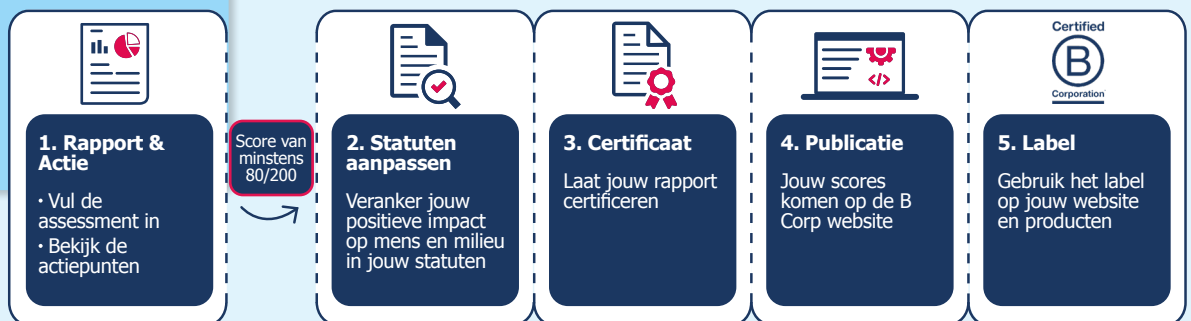 1. Rapport &
Actie
• Vul de
assessment in
• Bekijk de
actiepunten
Score van
minstens
80/200
2. Statuten
aanpassen
Veranker jouw
positieve impact
op mens en milieu
in jouw statuten
3. Certificaat
Laat jouw rapport
certificeren
</>
4. Publicatie
Jouw scores
komen op de B
Corp website
Certified
B
Corporation
5. Label
Gebruik het label
op jouw website
en producten